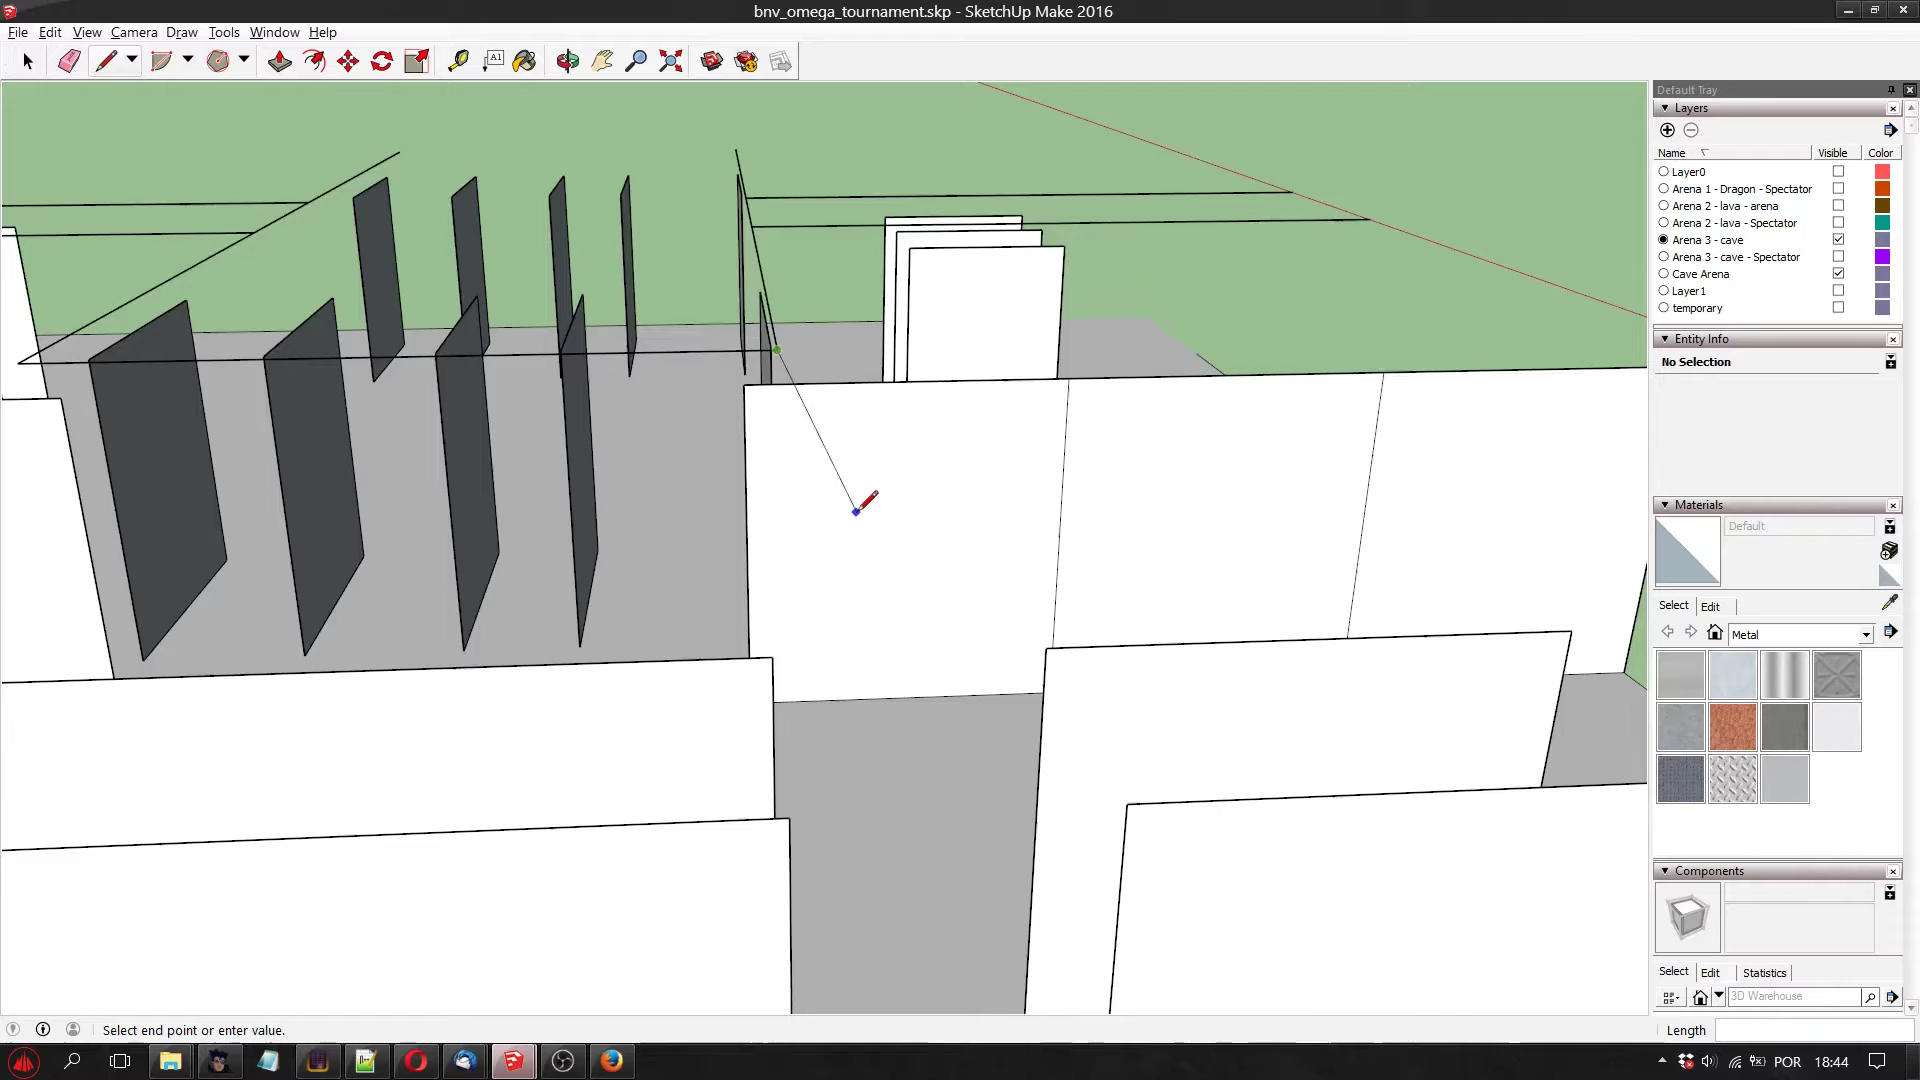 bnv_omega_tournament.skp - SketchUp Make 2016
File Edit View Camera Draw Tools Window Help
A1
Default Tray
Layers
Name Visible Color
Layer0
Arena 1 - Dragon - Spectator
Arena 2 - lava - arena
Arena 2 - lava - Spectator
Arena 3 - cave
Arena 3 - cave - Spectator
Cave Arena
Layer1
temporary
Entity Info
No Selection
Materials
Default
Select Edit
Metal
Components
Select Edit Statistics
3D Warehouse
Select end point or enter value.
Length
POR 18:44